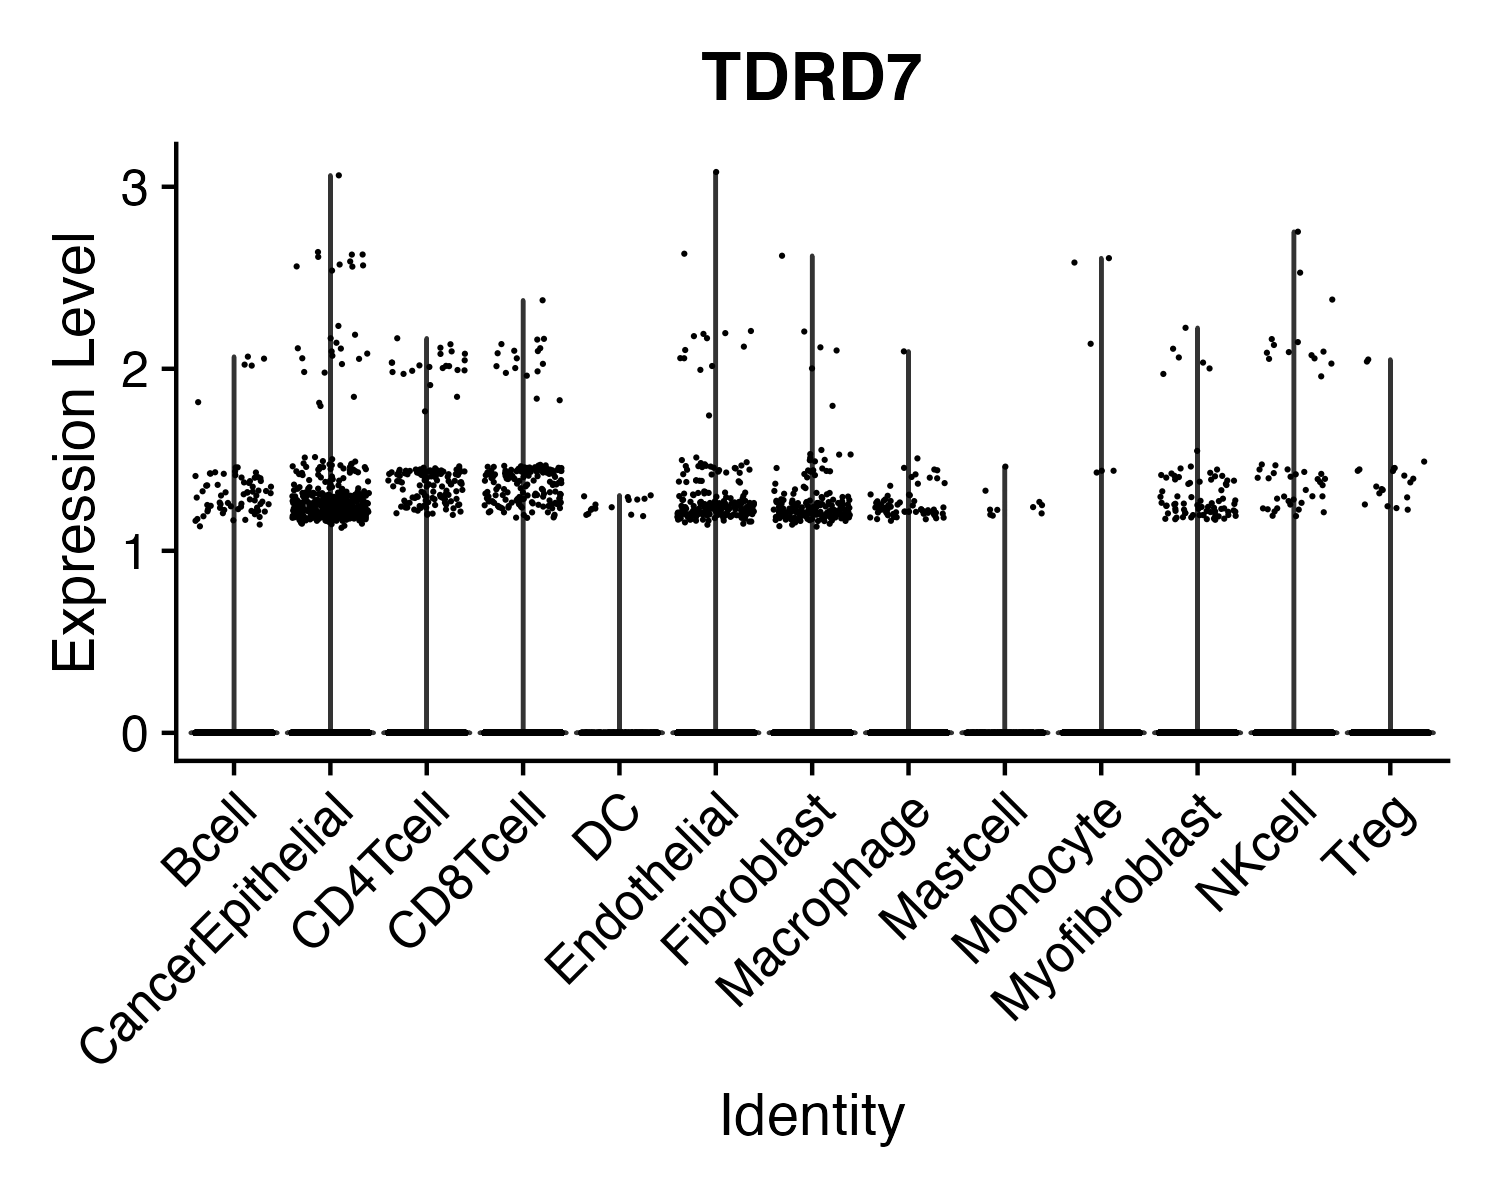 TDRD7
Expression Level
3
2
1
0
Bcell
CancerEpithelial
CD4Tcell
CD8Tcell
DC
Endothelial
Fibroblast
Macrophage
Mastcell
Monocyte
Myofibroblast
NKcell
Treg
Identity